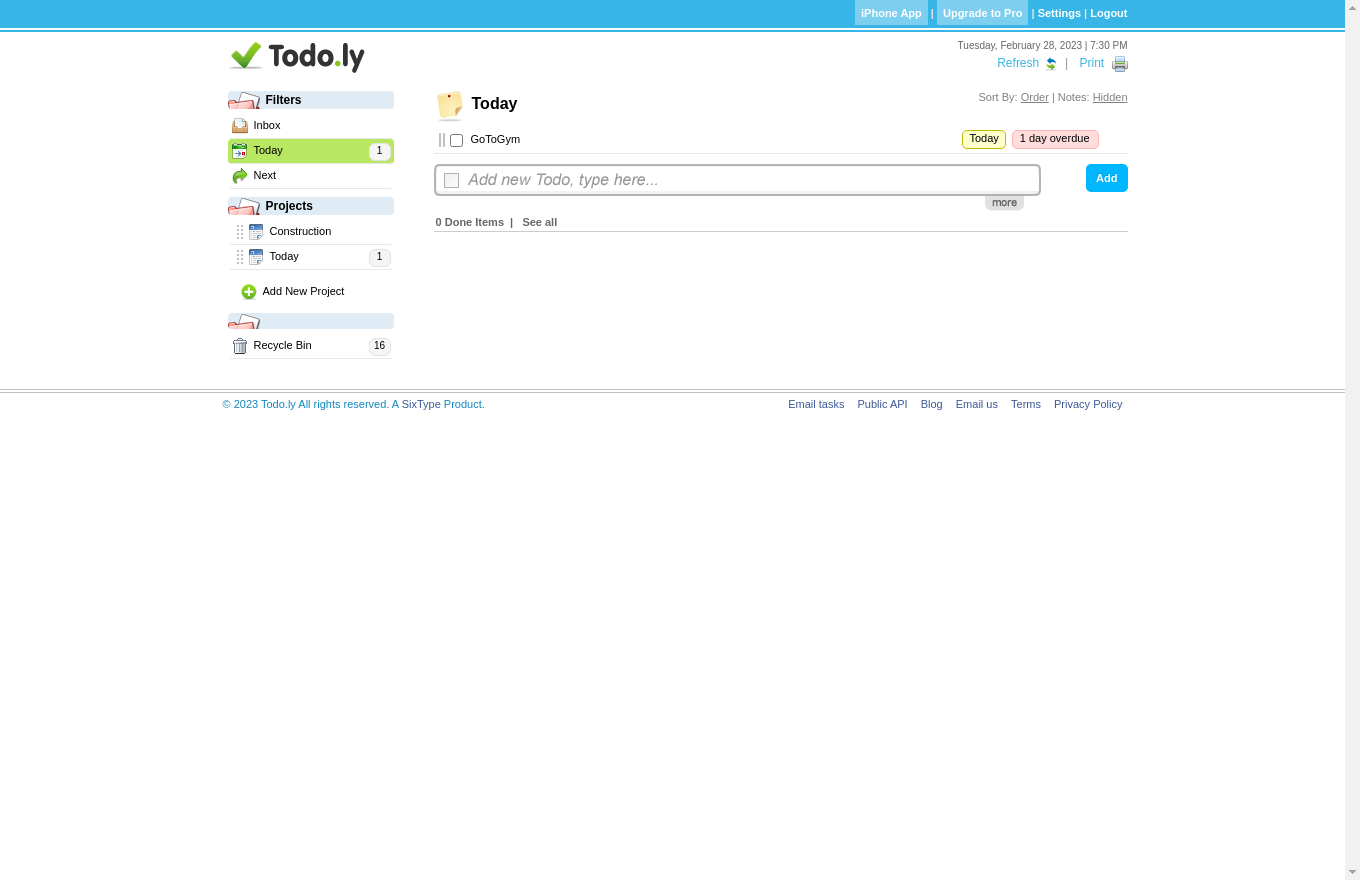 iPhone App | Upgrade to Pro | Settings | Logout
Todo.ly
Tuesday, February 28, 2023 | 7:30 PM
Refresh | Print
Filters
Inbox
Today 1
Next
Projects
Construction
Today 1
Add New Project
Recycle Bin 16
Today
Sort By: Order | Notes: Hidden
GoToGym Today 1 day overdue
Add new Todo, type here... Add
more
0 Done Items | See all
© 2023 Todo.ly All rights reserved. A SixType Product. Email tasks Public API Blog Email us Terms Privacy Policy